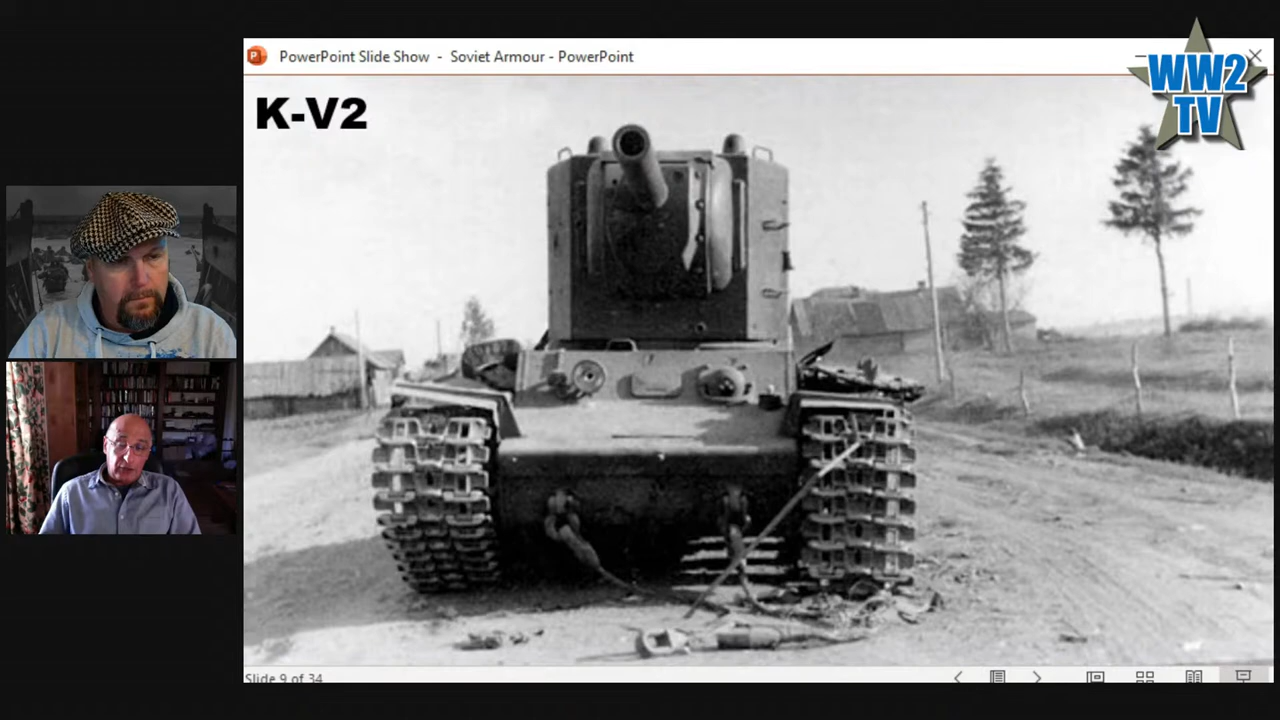 PowerPoint Slide Show - Soviet Armour - PowerPoint
WW2
TV
K-V2
Slide 9 of 34